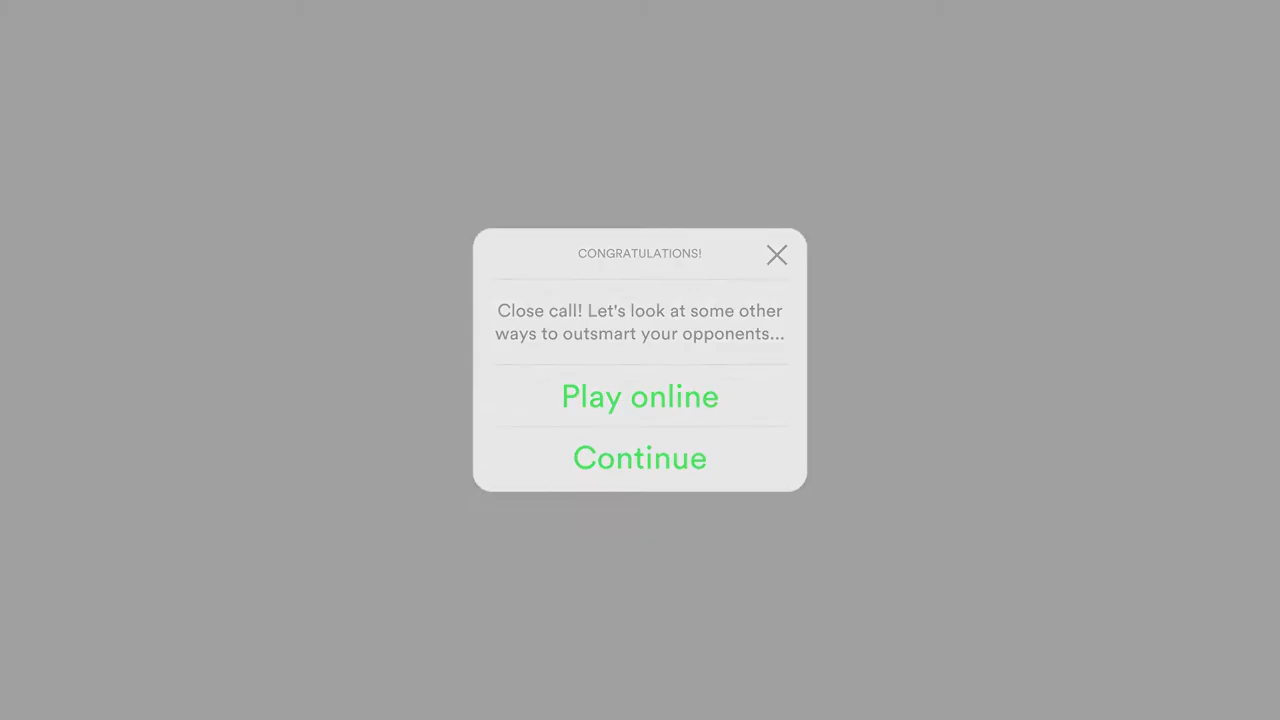 CONGRATULATIONS!
Close call! Let's look at some other
ways to outsmart your opponents...
Play online
Continue